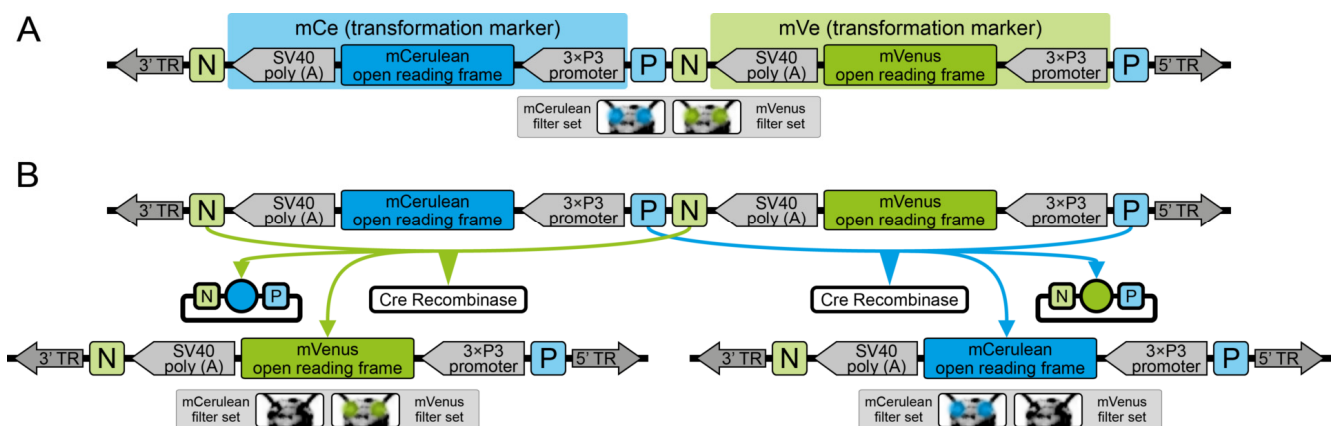 A
mCe (transformation marker)
mVe (transformation marker)
3' TR
N
SV40
poly (A)
mCerulean
open reading frame
3×P3
promoter
P
N
SV40
poly (A)
mVenus
open reading frame
3×P3
promoter
P
5' TR
mCerulean
filter set
mVenus
filter set
B
3' TR
N
SV40
poly (A)
mCerulean
open reading frame
3×P3
promoter
P
N
SV40
poly (A)
mVenus
open reading frame
3×P3
promoter
P
5' TR
N
P
Cre Recombinase
Cre Recombinase
N
P
3' TR
N
SV40
poly (A)
mVenus
open reading frame
3×P3
promoter
P
5' TR
3' TR
N
SV40
poly (A)
mCerulean
open reading frame
3×P3
promoter
P
5' TR
mCerulean
filter set
mVenus
filter set
mCerulean
filter set
mVenus
filter set